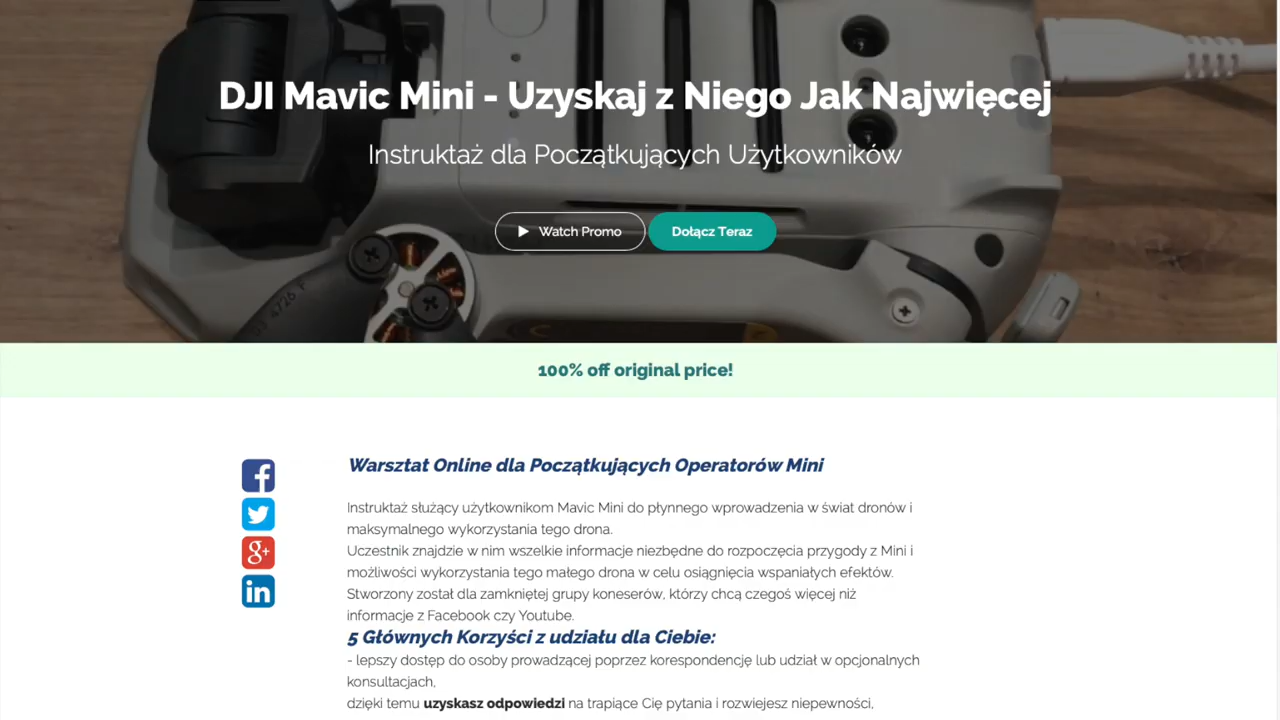 DJI Mavic Mini - Uzyskaj z Niego Jak Najwięcej
Instruktaż dla Początkujących Użytkowników
Watch Promo
Dołącz Teraz
4726 F
100% off original price!
Warsztat Online dla Początkujących Operatorów Mini
Instruktaż służący użytkownikom Mavic Mini do płynnego wprowadzenia w świat dronów i
maksymalnego wykorzystania tego drona.
Uczestnik znajdzie w nim wszelkie informacje niezbędne do rozpoczęcia przygody z Mini i
możliwości wykorzystania tego małego drona w celu osiągnięcia wspaniałych efektów.
Stworzony został dla zamkniętej grupy koneserów, którzy chcą czegoś więcej niż
informacje z Facebook czy Youtube.
5 Głównych Korzyści z udziału dla Ciebie:
- lepszy dostęp do osoby prowadzącej poprzez korespondencję lub udział w opcjonalnych
konsultacjach,
dzięki temu uzyskasz odpowiedzi na trapiące Cię pytania i rozwiejesz niepewności,